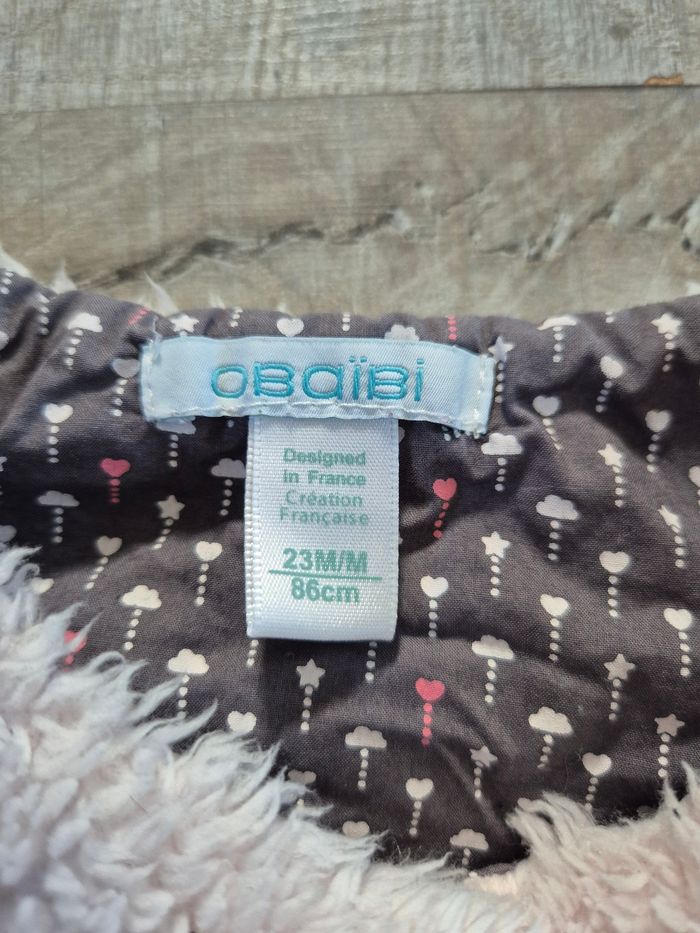 OBaïBi
Designed
in France
Création
Française
23M/M
86cm